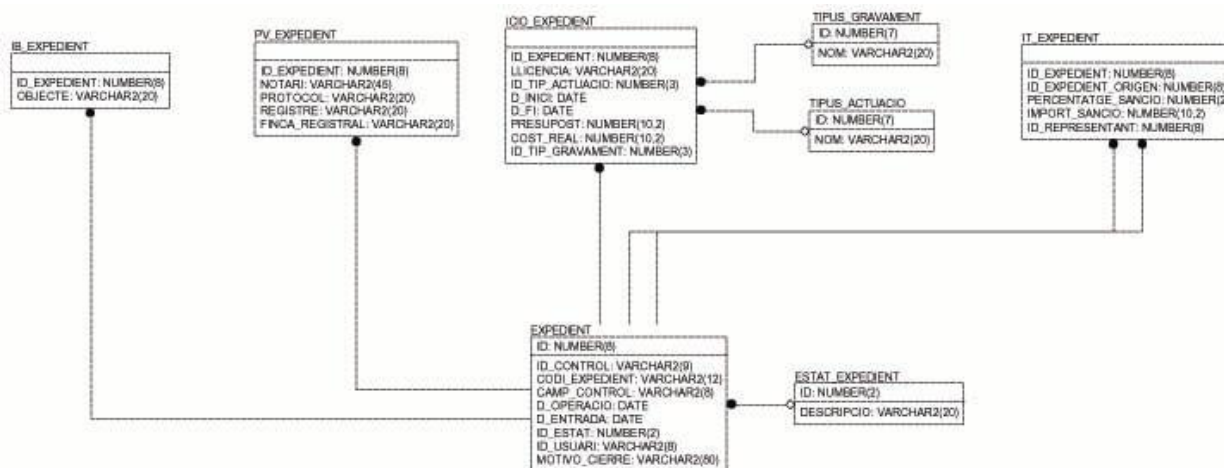 IB_EXPEDIENT
ID_EXPEDIENT: NUMBER(8)
OBJECTE: VARCHAR2(20)
PV_EXPEDIENT
ID_EXPEDIENT: NUMBER(8)
NOTARI: VARCHAR2(45)
PROTOCOL: VARCHAR2(20)
REGISTRE: VARCHAR2(20)
FINCA_REGISTRAL: VARCHAR2(20)
ICIO_EXPEDIENT
ID_EXPEDIENT: NUMBER(8)
LLICENCIA: VARCHAR2(20)
ID_TIP_ACTUACIO: NUMBER(3)
D_INICI: DATE
D_FI: DATE
PRESUPOST: NUMBER(10,2)
COST_REAL: NUMBER(10,2)
ID_TIP_GRAVAMENT: NUMBER(3)
TIPUS_GRAVAMENT
ID: NUMBER(7)
NOM: VARCHAR2(20)
TIPUS_ACTUACIO
ID: NUMBER(7)
NOM: VARCHAR2(20)
IT_EXPEDIENT
ID_EXPEDIENT: NUMBER(8)
ID_EXPEDIENT_ORIGEN: NUMBER(8)
PERCENTATGE_SANCIO: NUMBER(2
IMPORT_SANCIO: NUMBER(10,2)
ID_REPRESENTANT: NUMBER(8)
EXPEDIENT
ID: NUMBER(8)
ID_CONTROL: VARCHAR2(9)
CODI_EXPEDIENT: VARCHAR2(12)
CAMP_CONTROL: VARCHAR2(8)
D_OPERACIO: DATE
D_ENTRADA: DATE
ID_ESTAT: NUMBER(2)
ID_USUARI: VARCHAR2(8)
MOTIVO_CIERRE: VARCHAR2(80)
ESTAT_EXPEDIENT
ID: NUMBER(2)
DESCRIPCIO: VARCHAR2(20)